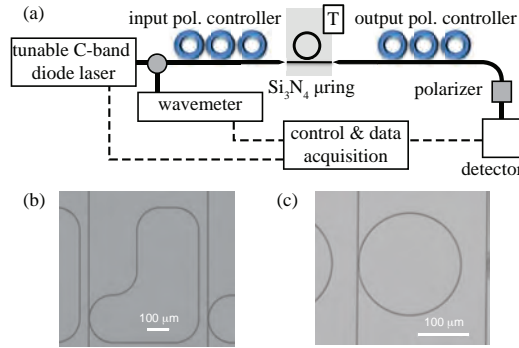 (a)
input pol. controller
T
output pol. controller
tunable C-band
diode laser
Si₃N₄ μring
wavemeter
polarizer
control & data
acquisition
detector
(b)
(c)
100 μm
100 μm